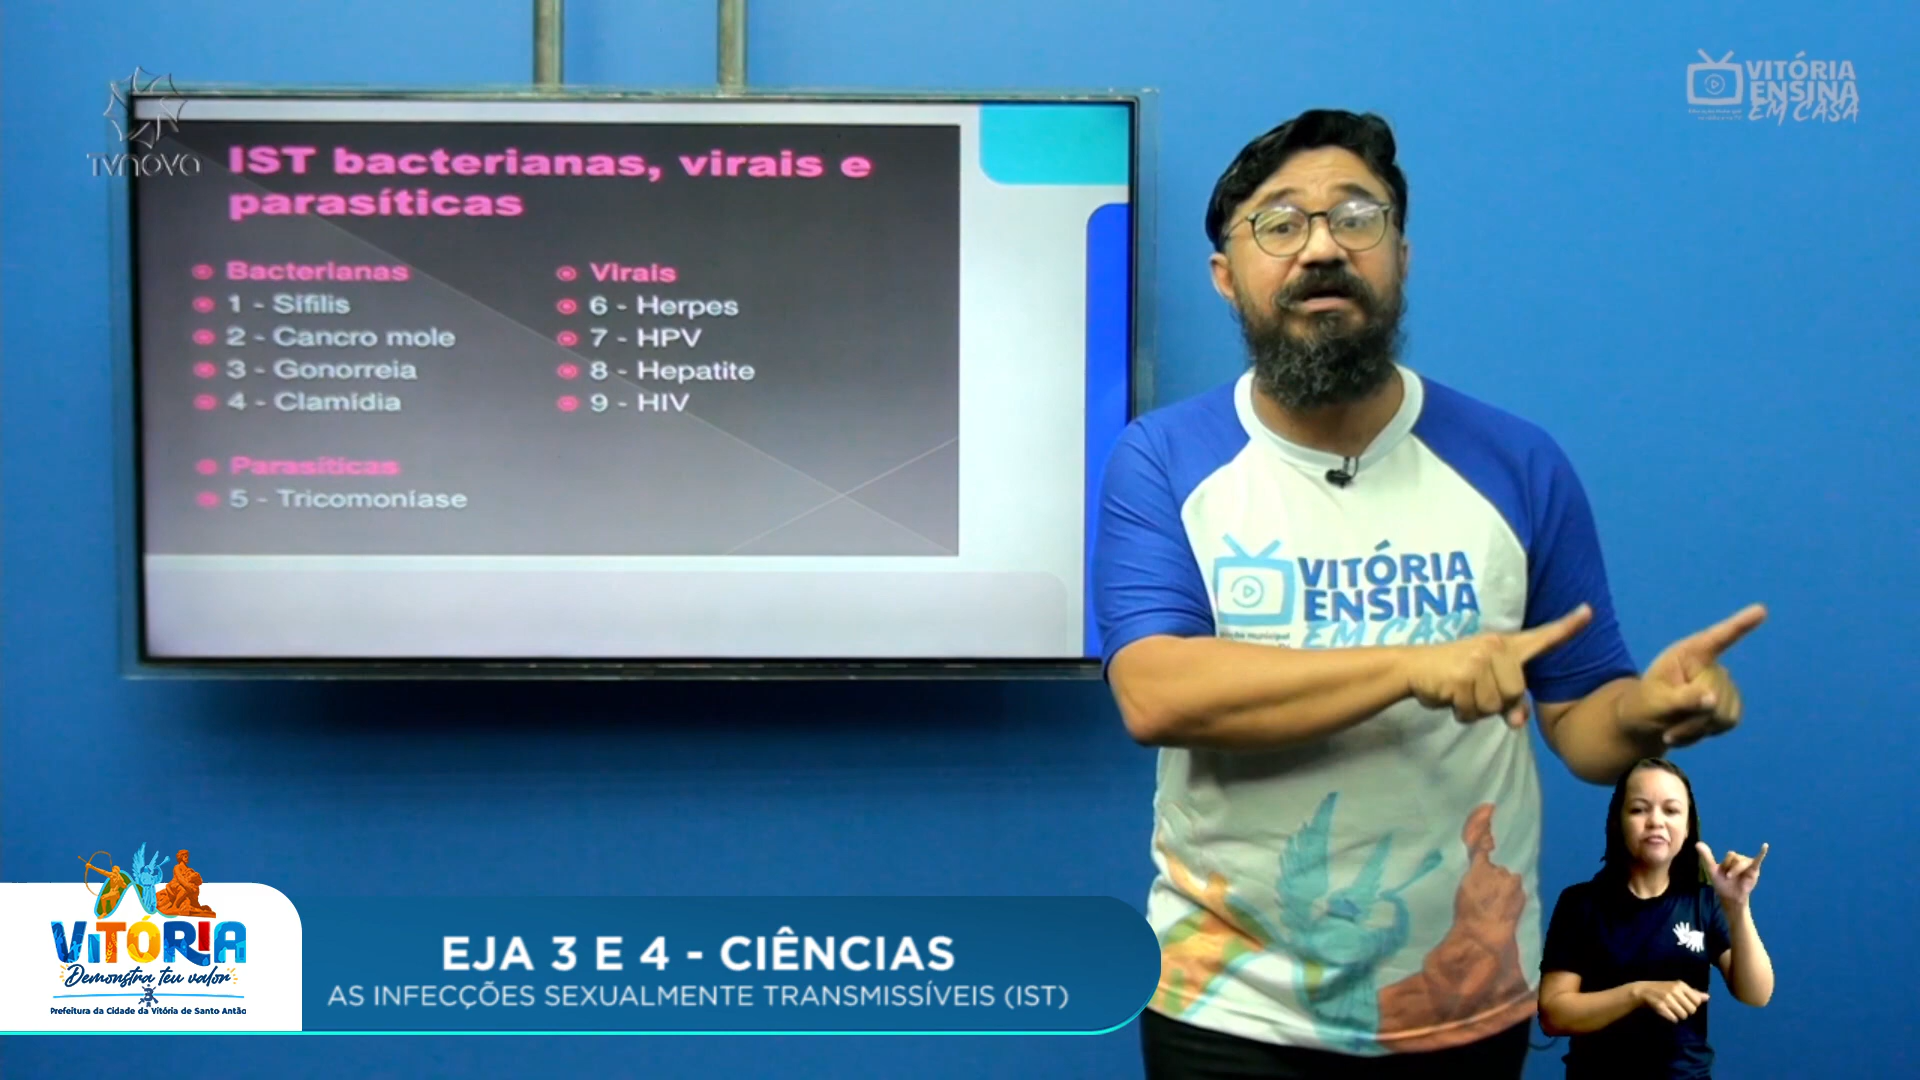 TVNOVA
VITÓRIA
ENSINA
EM CASA
IST bacterianas, virais e
parasíticas
Bacterianas
1 - Sífilis
2 - Cancro mole
3 - Gonorreia
4 - Clamídia
Parasíticas
5 - Tricomoníase
Virais
6 - Herpes
7 - HPV
8 - Hepatite
9 - HIV
VITÓRIA
ENSINA
EM CASA
VITÓRIA
Demonstra teu valor
Prefeitura da Cidade da Vitória de Santo Antão
EJA 3 E 4 - CIÊNCIAS
AS INFECÇÕES SEXUALMENTE TRANSMISSÍVEIS (IST)